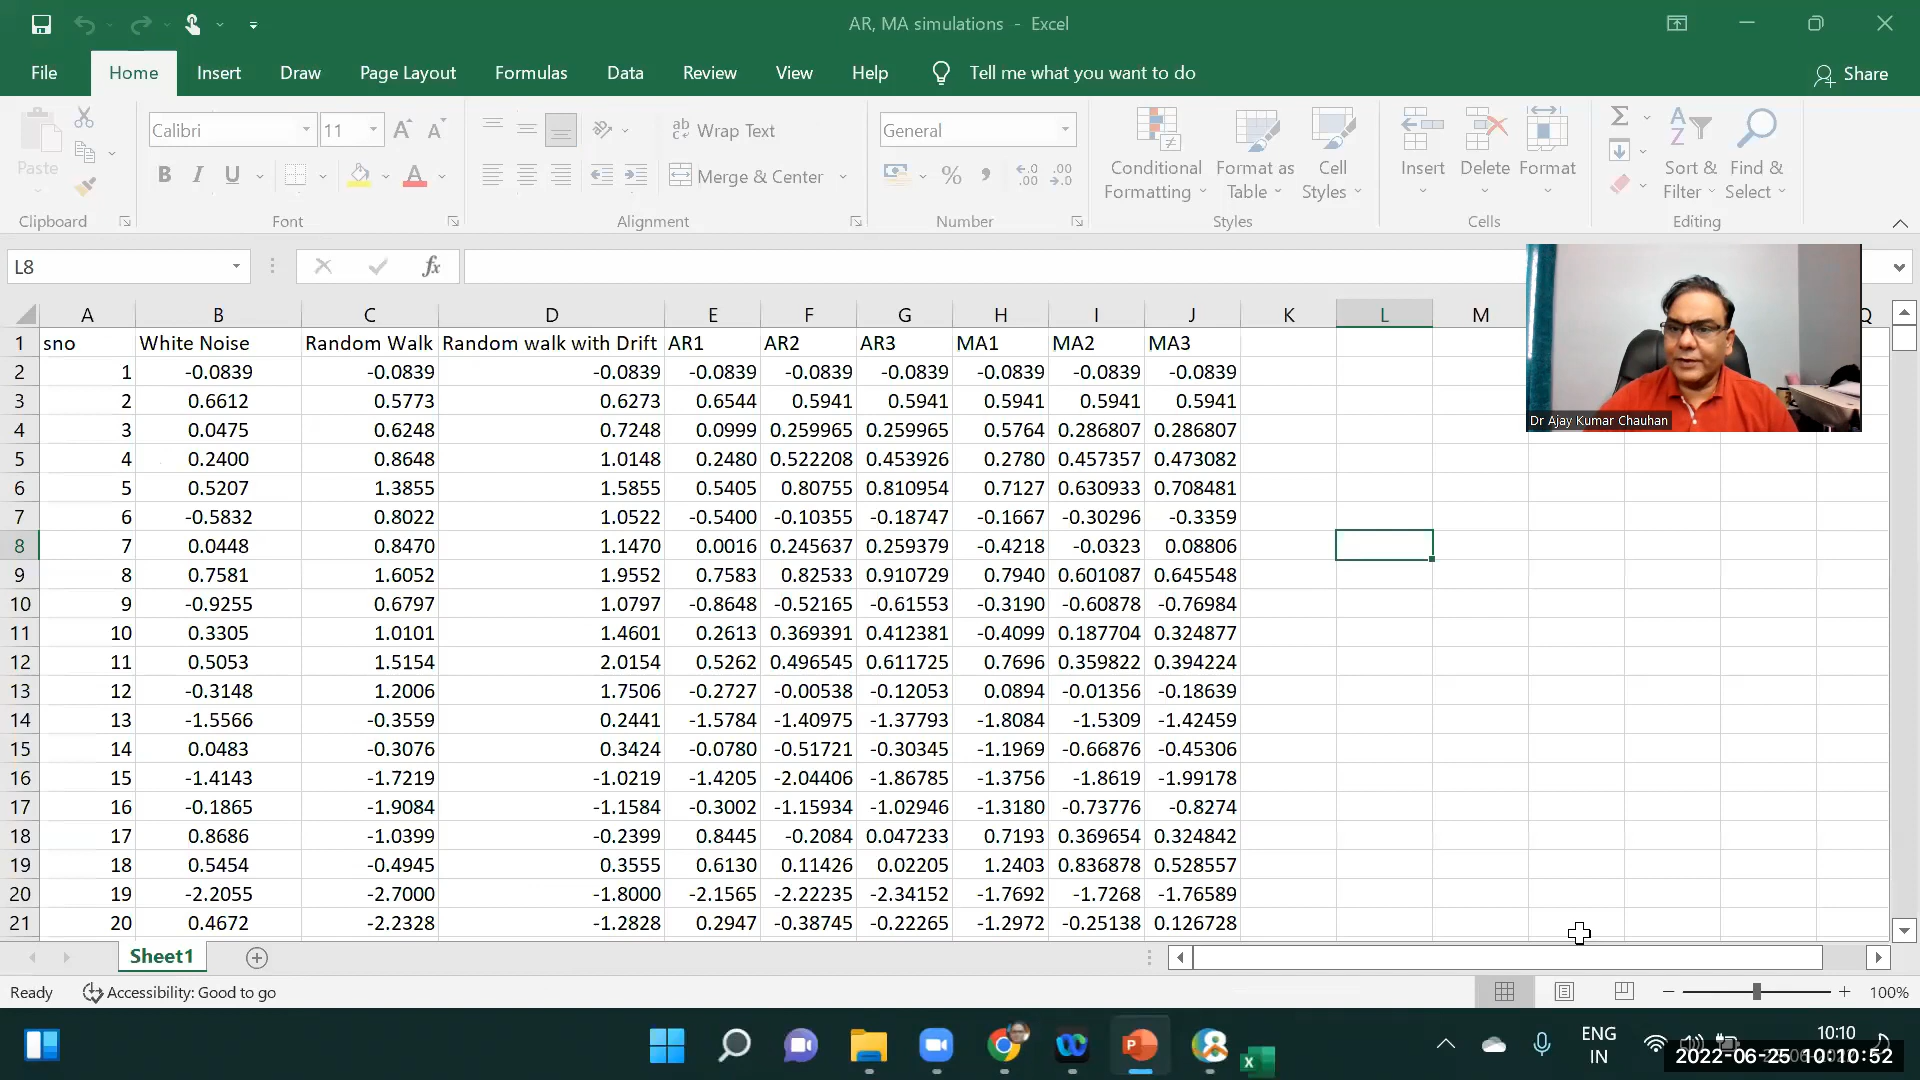 AR, MA simulations - Excel
File Home Insert Draw Page Layout Formulas Data Review View Help Tell me what you want to do Share
Paste Calibri 11 Wrap Text General Conditional Formatting Format as Table Cell Styles Insert Delete Format Sort & Filter Find & Select
B I U Merge & Center
Clipboard Font Alignment Number Styles Cells Editing
L8 fx
A B C D E F G H I J K L M Q
1 sno White Noise Random Walk Random walk with Drift AR1 AR2 AR3 MA1 MA2 MA3
2 1 -0.0839 -0.0839 -0.0839 -0.0839 -0.0839 -0.0839 -0.0839 -0.0839 -0.0839
3 2 0.6612 0.5773 0.6273 0.6544 0.5941 0.5941 0.5941 0.5941 0.5941
Dr Ajay Kumar Chauhan
4 3 0.0475 0.6248 0.7248 0.0999 0.259965 0.259965 0.5764 0.286807 0.286807
5 4 0.2400 0.8648 1.0148 0.2480 0.522208 0.453926 0.2780 0.457357 0.473082
6 5 0.5207 1.3855 1.5855 0.5405 0.80755 0.810954 0.7127 0.630933 0.708481
7 6 -0.5832 0.8022 1.0522 -0.5400 -0.10355 -0.18747 -0.1667 -0.30296 -0.3359
8 7 0.0448 0.8470 1.1470 0.0016 0.245637 0.259379 -0.4218 -0.0323 0.08806
9 8 0.7581 1.6052 1.9552 0.7583 0.82533 0.910729 0.7940 0.601087 0.645548
10 9 -0.9255 0.6797 1.0797 -0.8648 -0.52165 -0.61553 -0.3190 -0.60878 -0.76984
11 10 0.3305 1.0101 1.4601 0.2613 0.369391 0.412381 -0.4099 0.187704 0.324877
12 11 0.5053 1.5154 2.0154 0.5262 0.496545 0.611725 0.7696 0.359822 0.394224
13 12 -0.3148 1.2006 1.7506 -0.2727 -0.00538 -0.12053 0.0894 -0.01356 -0.18639
14 13 -1.5566 -0.3559 0.2441 -1.5784 -1.40975 -1.37793 -1.8084 -1.5309 -1.42459
15 14 0.0483 -0.3076 0.3424 -0.0780 -0.51721 -0.30345 -1.1969 -0.66876 -0.45306
16 15 -1.4143 -1.7219 -1.0219 -1.4205 -2.04406 -1.86785 -1.3756 -1.8619 -1.99178
17 16 -0.1865 -1.9084 -1.1584 -0.3002 -1.15934 -1.02946 -1.3180 -0.73776 -0.8274
18 17 0.8686 -1.0399 -0.2399 0.8445 -0.2084 0.047233 0.7193 0.369654 0.324842
19 18 0.5454 -0.4945 0.3555 0.6130 0.11426 0.02205 1.2403 0.836878 0.528557
20 19 -2.2055 -2.7000 -1.8000 -2.1565 -2.22235 -2.34152 -1.7692 -1.7268 -1.76589
21 20 0.4672 -2.2328 -1.2828 0.2947 -0.38745 -0.22265 -1.2972 -0.25138 0.126728
Sheet1
Ready Accessibility: Good to go 100%
ENG IN 10:10
2022-06-25 10:10:52